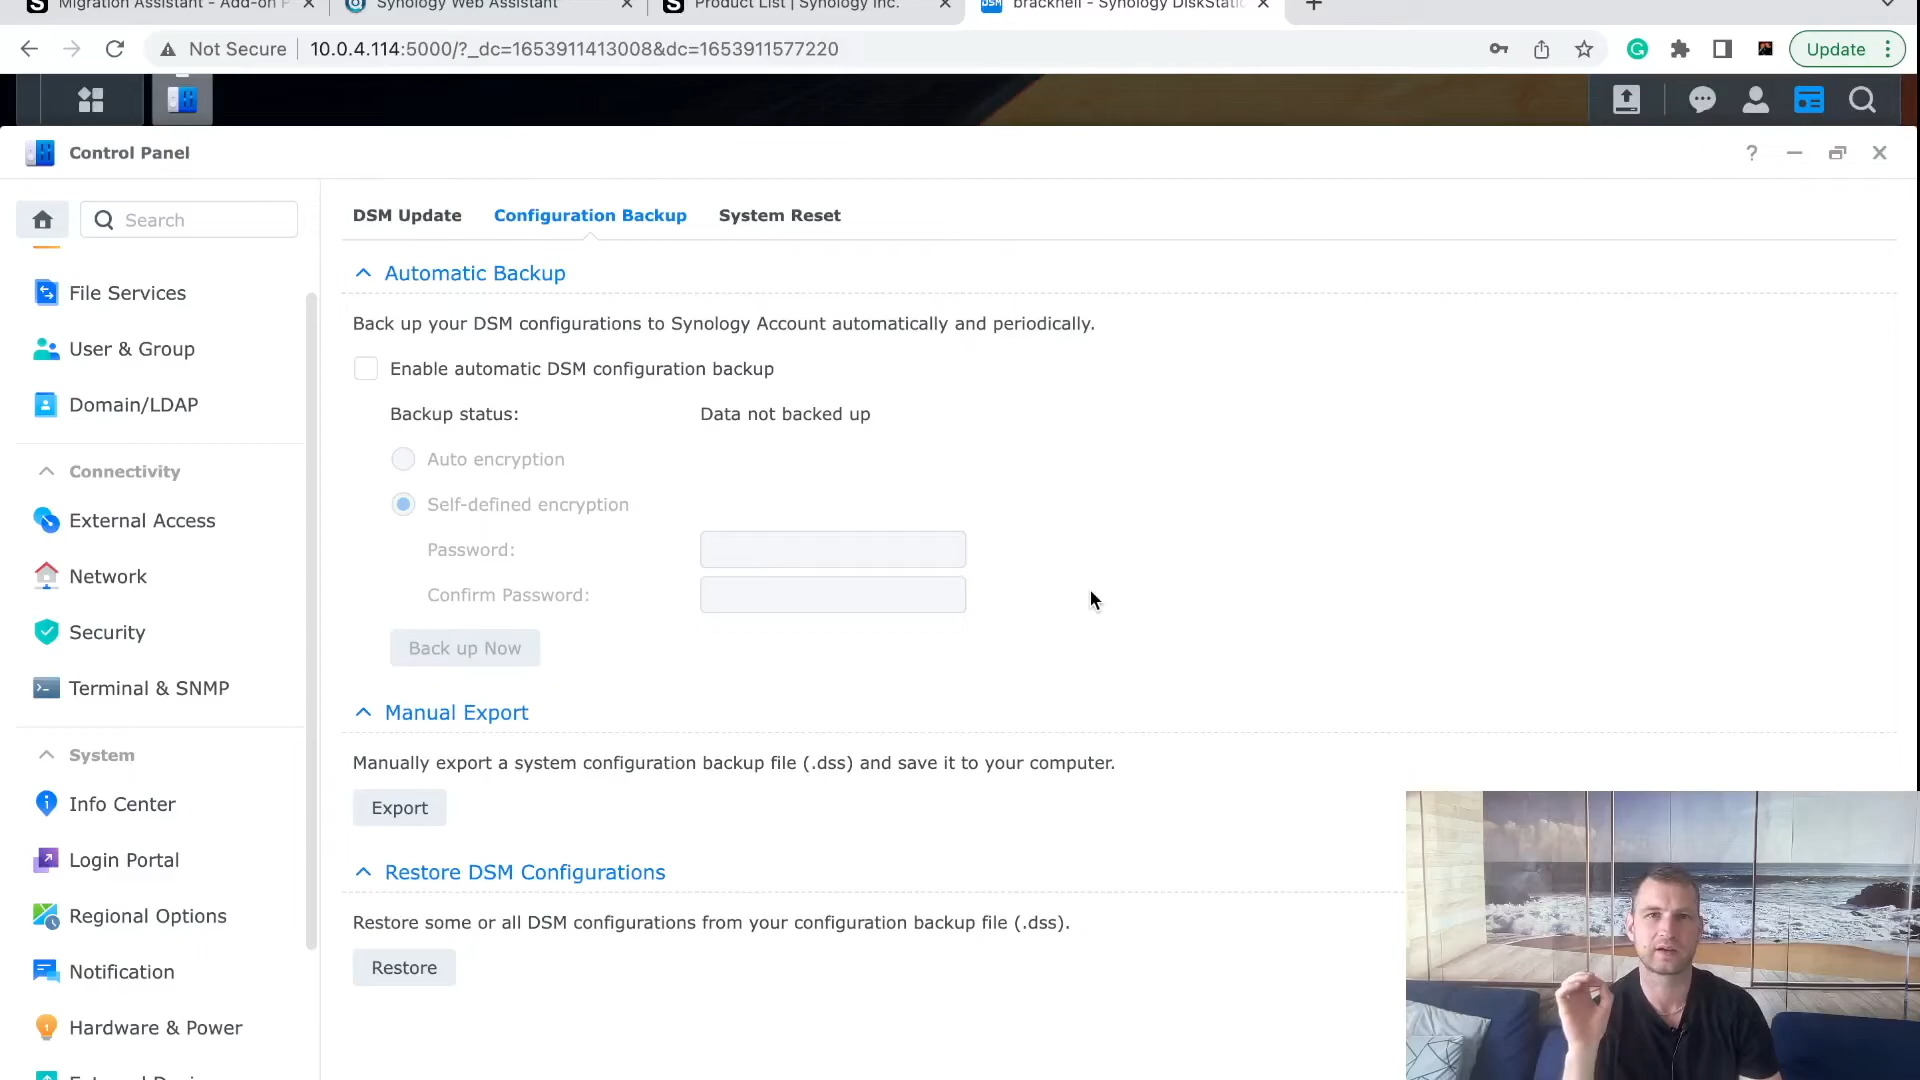 Migration Assistant - Add-on P
Synology Web Assistant
Product List | Synology Inc.
bracknell - Synology DiskStati
Not Secure
10.0.4.114:5000/?_dc=1653911413008&dc=1653911577220
Update
Control Panel
Search
DSM Update
Configuration Backup
System Reset
File Services
User & Group
Domain/LDAP
Connectivity
External Access
Network
Security
Terminal & SNMP
System
Info Center
Login Portal
Regional Options
Notification
Hardware & Power
Automatic Backup
Back up your DSM configurations to Synology Account automatically and periodically.
Enable automatic DSM configuration backup
Backup status: Data not backed up
Auto encryption
Self-defined encryption
Password:
Confirm Password:
Back up Now
Manual Export
Manually export a system configuration backup file (.dss) and save it to your computer.
Export
Restore DSM Configurations
Restore some or all DSM configurations from your configuration backup file (.dss).
Restore